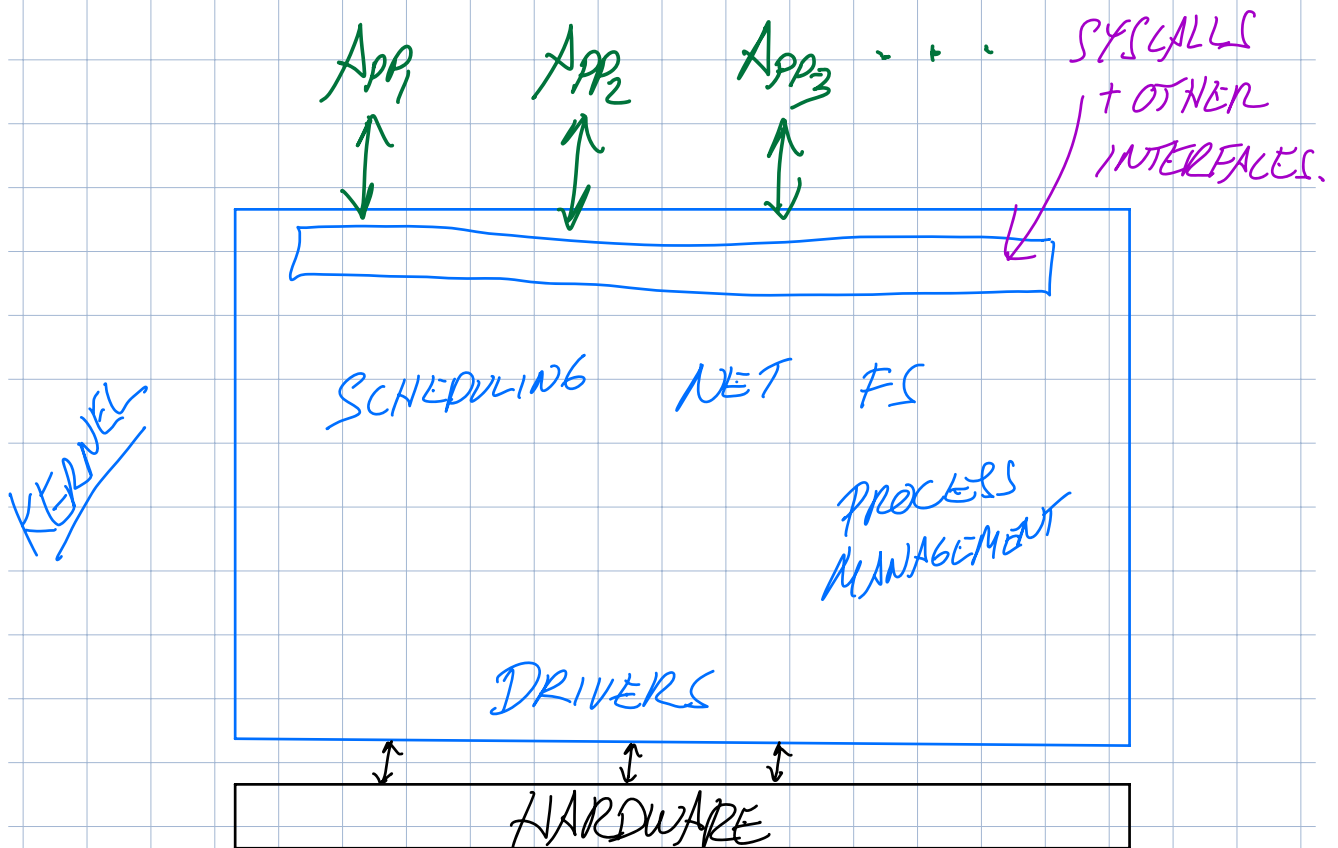 APP1 APP2 APP3 . . .
SYSCALLS
+ OTHER
INTERFACES.
KERNEL
SCHEDULING NET FS
PROCESS
MANAGEMENT
DRIVERS
HARDWARE